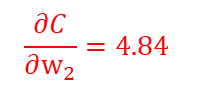 ∂C/∂w₂ = 4.84